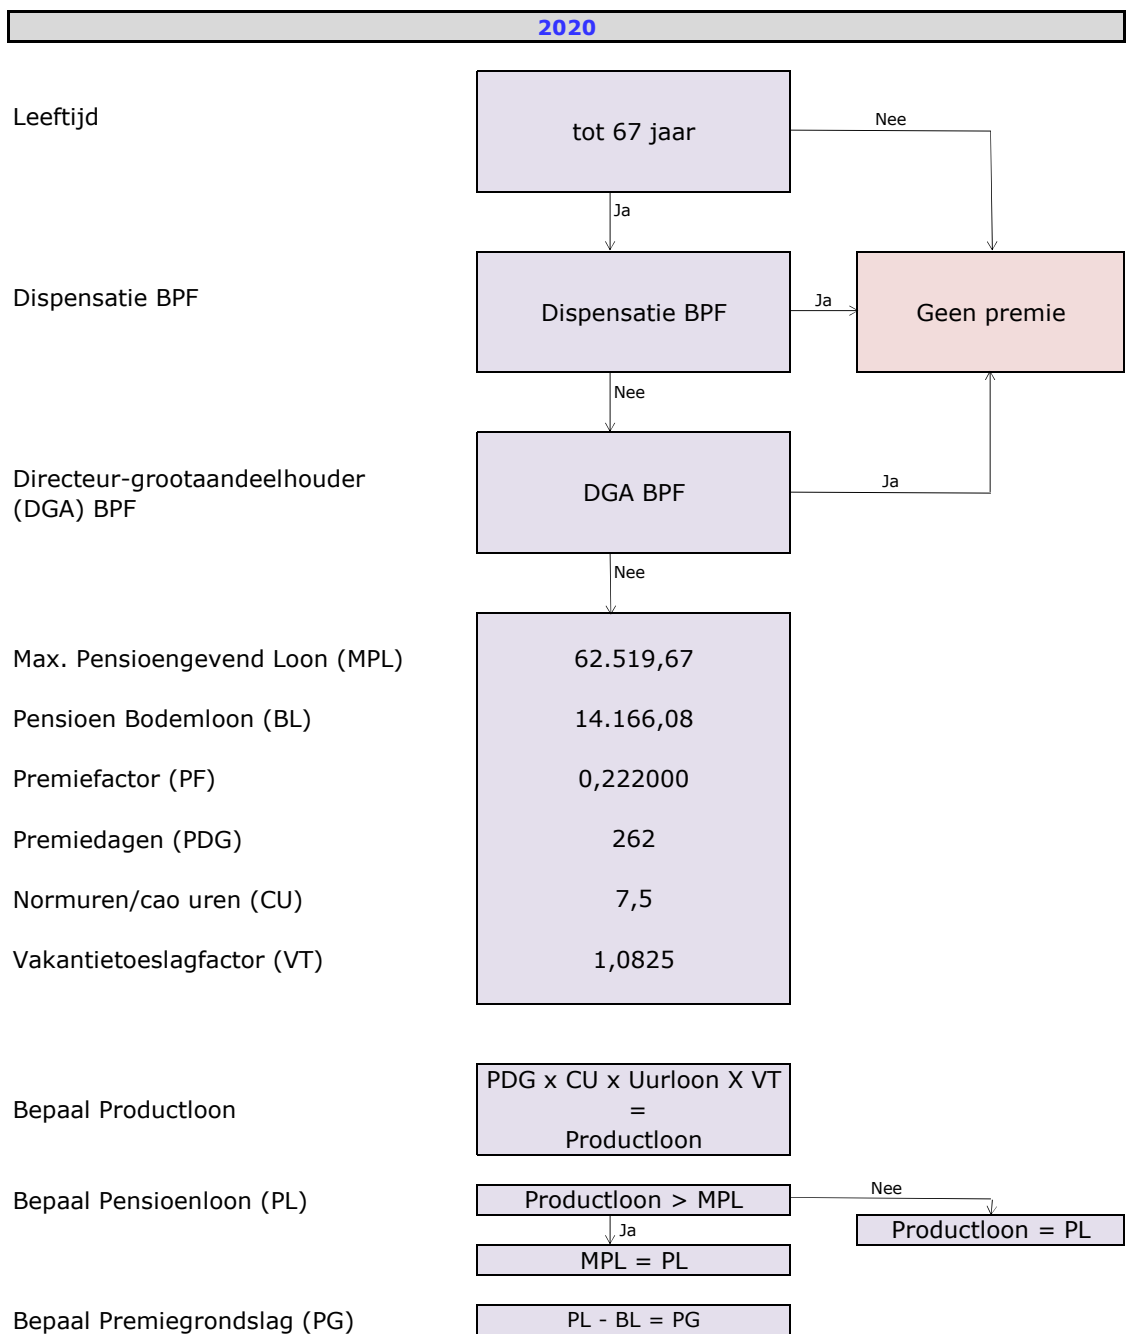 2020
Leeftijd
tot 67 jaar
Nee
Ja
Dispensatie BPF
Dispensatie BPF
Ja
Geen premie
Nee
Directeur-grootaandeelhouder
(DGA) BPF
DGA BPF
Ja
Nee
Max. Pensioengevend Loon (MPL)
62.519,67
Pensioen Bodemloon (BL)
14.166,08
Premiefactor (PF)
0,222000
Premiedagen (PDG)
262
Normuren/cao uren (CU)
7,5
Vakantietoeslagfactor (VT)
1,0825
Bepaal Productloon
PDG x CU x Uurloon X VT
=
Productloon
Bepaal Pensioenloon (PL)
Productloon > MPL
Nee
Productloon = PL
Ja
MPL = PL
Bepaal Premiegrondslag (PG)
PL - BL = PG